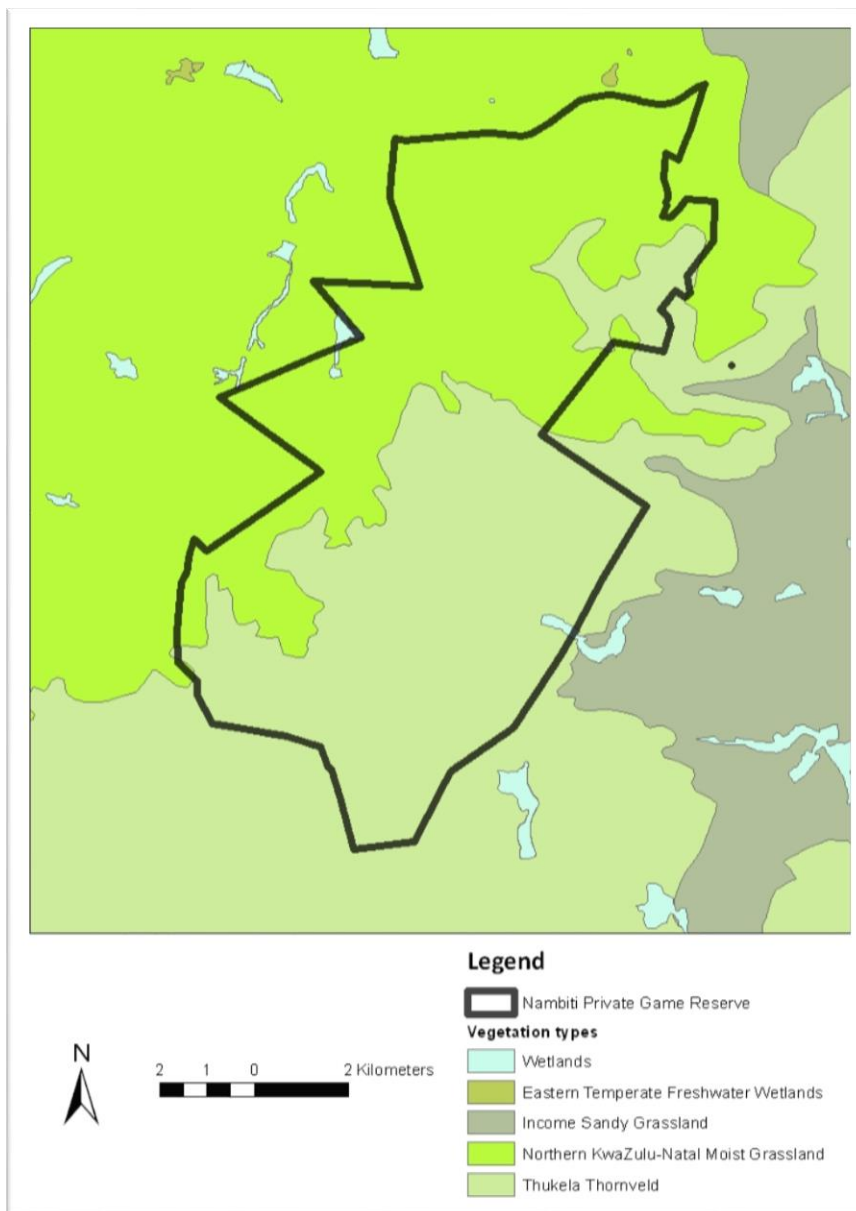 Legend
Nambiti Private Game Reserve
Vegetation types
Wetlands
Eastern Temperate Freshwater Wetlands
Income Sandy Grassland
Northern KwaZulu-Natal Moist Grassland
Thukela Thornveld
N
2 1 0 2 Kilometers